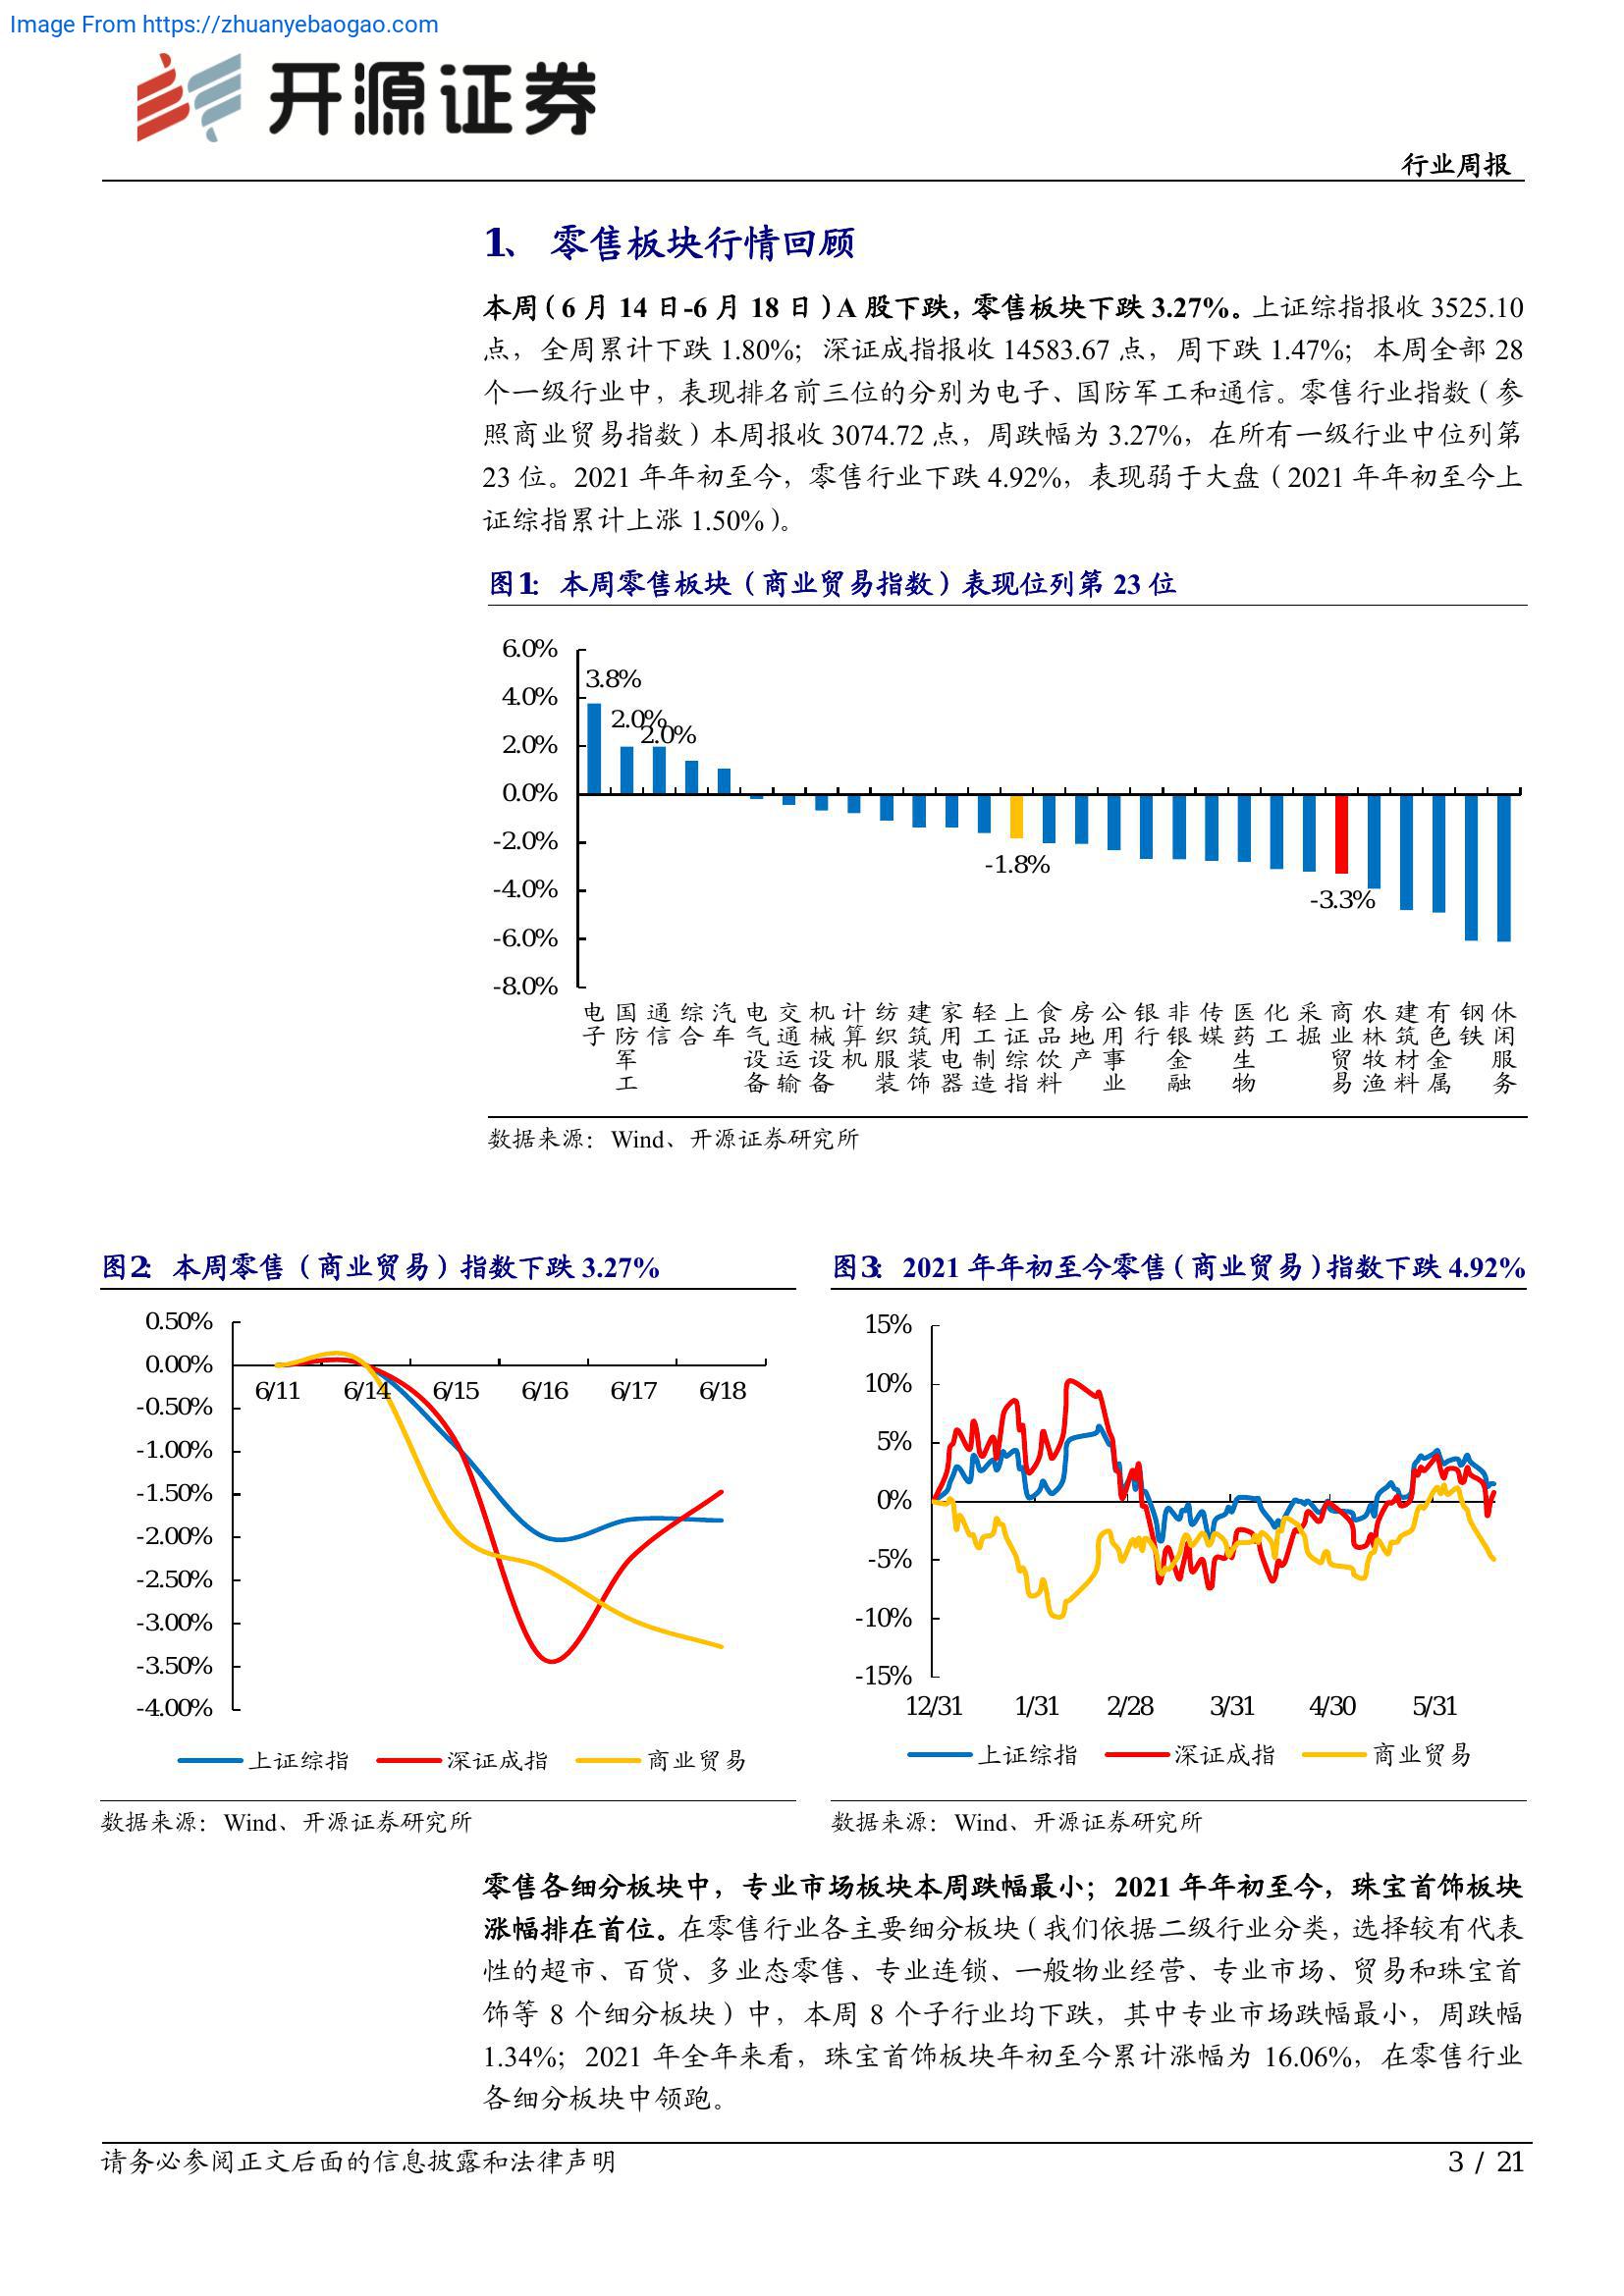 Image From https://zhuanyebaogao.com
开源证券
行业周报
1、 零售板块行情回顾
本周（6 月 14 日-6 月 18 日）A 股下跌，零售板块下跌 3.27%。上证综指报收 3525.10
点，全周累计下跌 1.80%；深证成指报收 14583.67 点，周下跌 1.47%；本周全部 28
个一级行业中，表现排名前三位的分别为电子、国防军工和通信。零售行业指数（参
照商业贸易指数）本周报收 3074.72 点，周跌幅为 3.27%，在所有一级行业中位列第
23 位。2021 年年初至今，零售行业下跌 4.92%，表现弱于大盘（2021 年年初至今上
证综指累计上涨 1.50%）。
图1：本周零售板块（商业贸易指数）表现位列第 23 位
6.0%
4.0%
2.0%
0.0%
-2.0%
-4.0%
-6.0%
-8.0%
3.8%
2.0%
2.0%
-1.8%
-3.3%
电子 国防军工 通信 综合 汽车 电气设备 交通运输 机械设备 计算机 纺织服装 建筑装饰 家用电器 轻工制造 上证综指 食品饮料 房地产 公用事业 银行 非银金融 传媒 医药生物 化工 采掘 商业贸易 农林牧渔 建筑材料 有色金属 钢铁 休闲服务
数据来源：Wind、开源证券研究所
图2：本周零售（商业贸易）指数下跌 3.27%
0.50%
0.00%
-0.50%
-1.00%
-1.50%
-2.00%
-2.50%
-3.00%
-3.50%
-4.00%
6/11 6/14 6/15 6/16 6/17 6/18
上证综指 深证成指 商业贸易
数据来源：Wind、开源证券研究所
图3：2021 年年初至今零售（商业贸易）指数下跌 4.92%
15%
10%
5%
0%
-5%
-10%
-15%
12/31 1/31 2/28 3/31 4/30 5/31
上证综指 深证成指 商业贸易
数据来源：Wind、开源证券研究所
零售各细分板块中，专业市场板块本周跌幅最小；2021 年年初至今，珠宝首饰板块
涨幅排在首位。在零售行业各主要细分板块（我们依据二级行业分类，选择较有代表
性的超市、百货、多业态零售、专业连锁、一般物业经营、专业市场、贸易和珠宝首
饰等 8 个细分板块）中，本周 8 个子行业均下跌，其中专业市场跌幅最小，周跌幅
1.34%；2021 年全年来看，珠宝首饰板块年初至今累计涨幅为 16.06%，在零售行业
各细分板块中领跑。
请务必参阅正文后面的信息披露和法律声明
3 / 21